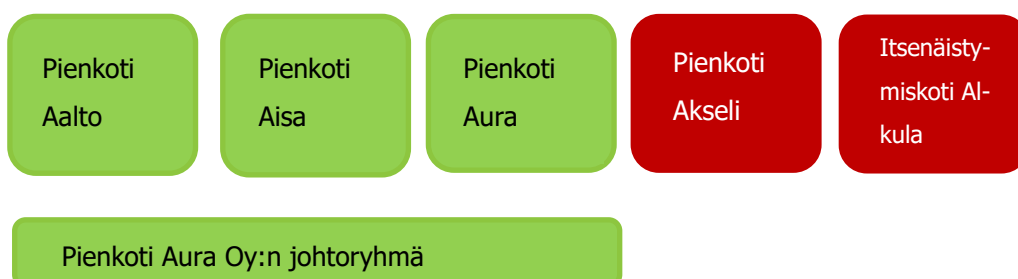 Pienkoti
Aalto
Pienkoti
Aisa
Pienkoti
Aura
Pienkoti
Akseli
Itsenäisty-
miskoti Al-
kula
Pienkoti Aura Oy:n johtoryhmä